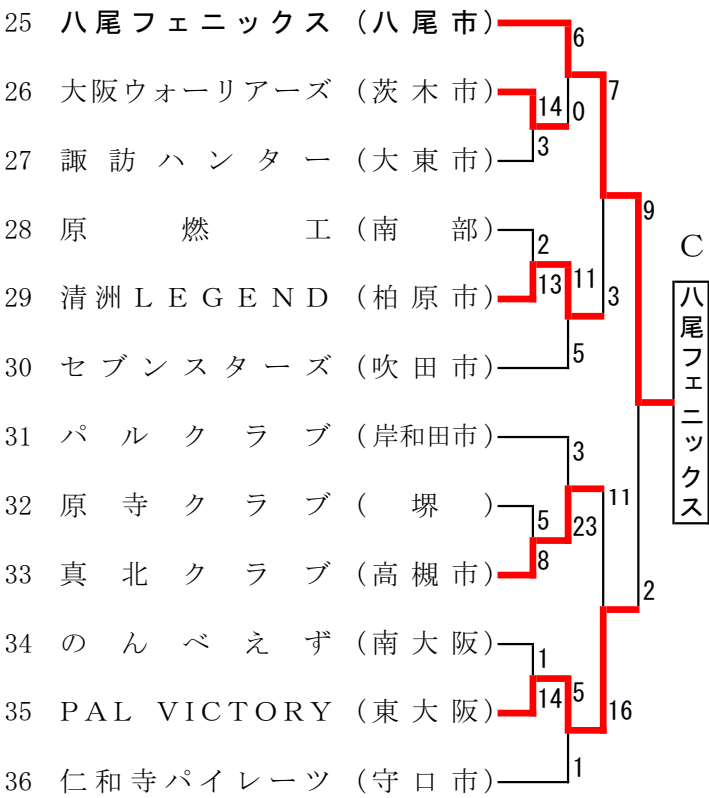 25 八尾フェニックス (八尾市)
6
26 大阪ウォーリアーズ (茨木市)
7
14
0
27 諏訪ハンター (大東市)
3
28 原燃工 (南部)
9
2
C
29 清洲LEGEND (柏原市)
13
11
3
八尾フェニックス
30 セブンスターズ (吹田市)
5
31 パルクラブ (岸和田市)
3
32 原寺クラブ (堺)
11
5
23
33 真北クラブ (高槻市)
8
2
34 のんべえず (南大阪)
1
35 PAL VICTORY (東大阪)
14
5
16
36 仁和寺パイレーツ (守口市)
1